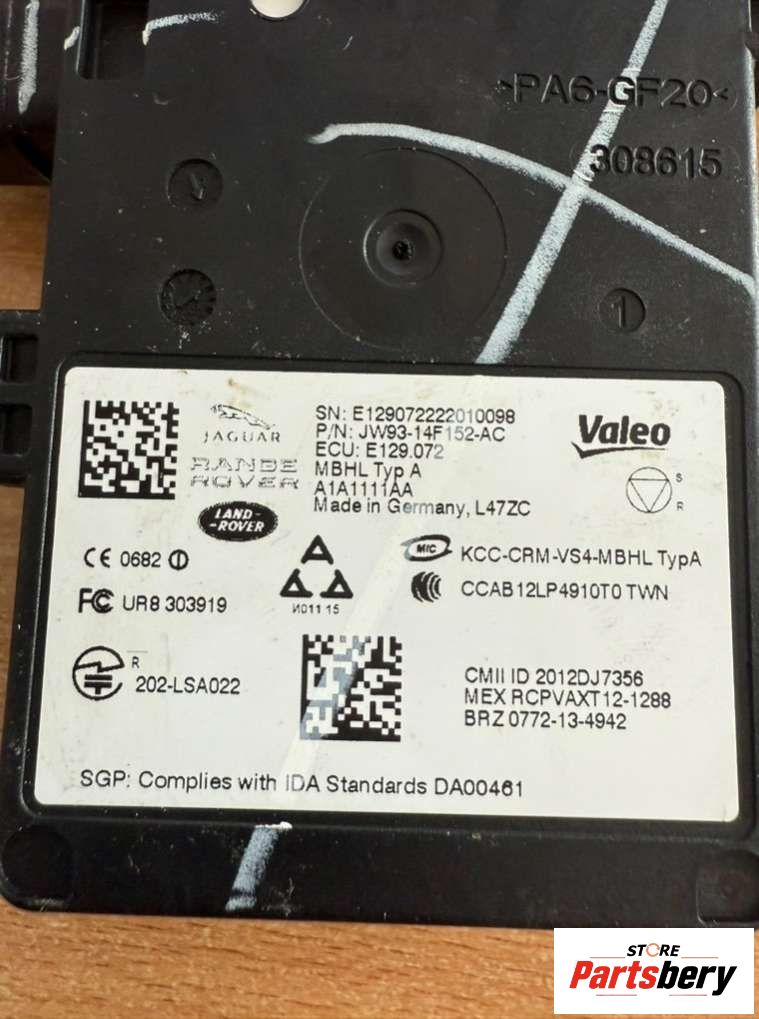 >PA6-GF20<
308615
1
JAGUAR
RANGE
ROVER
LAND-
-ROVER
SN: E129072222010098
P/N: JW93-14F152-AC
ECU: E129.072
MBHL Typ A
A1A1111AA
Made in Germany, L47ZC
Valeo
S
R
CE 0682
FC UR8 303919
И011 15
MIC KCC-CRM-VS4-MBHL TypA
CCAB12LP4910T0 TWN
R
202-LSA022
CMII ID 2012DJ7356
MEX RCPVAXT12-1288
BRZ 0772-13-4942
SGP: Complies with IDA Standards DA00461
STORE
Partsbery